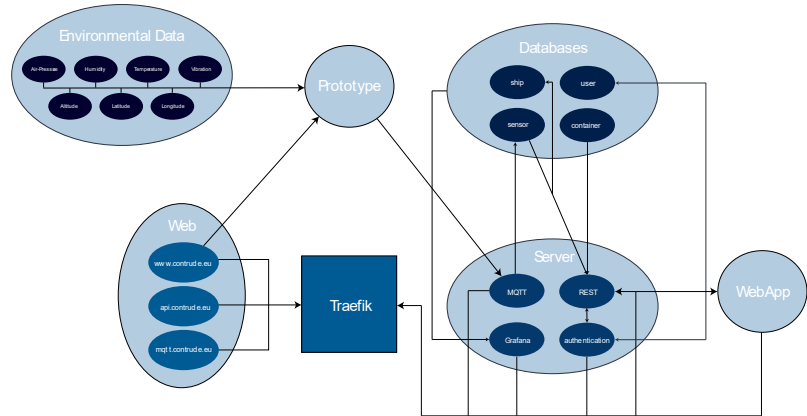 Environmental Data
Air-Pressure
Humidity
Temperature
Vibration
Altitude
Latitude
Longitude
Prototype
Databases
ship
user
sensor
container
Web
www.contrude.eu
api.contrude.eu
mqtt.contrude.eu
Traefik
Server
MQTT
REST
Grafana
authentication
WebApp